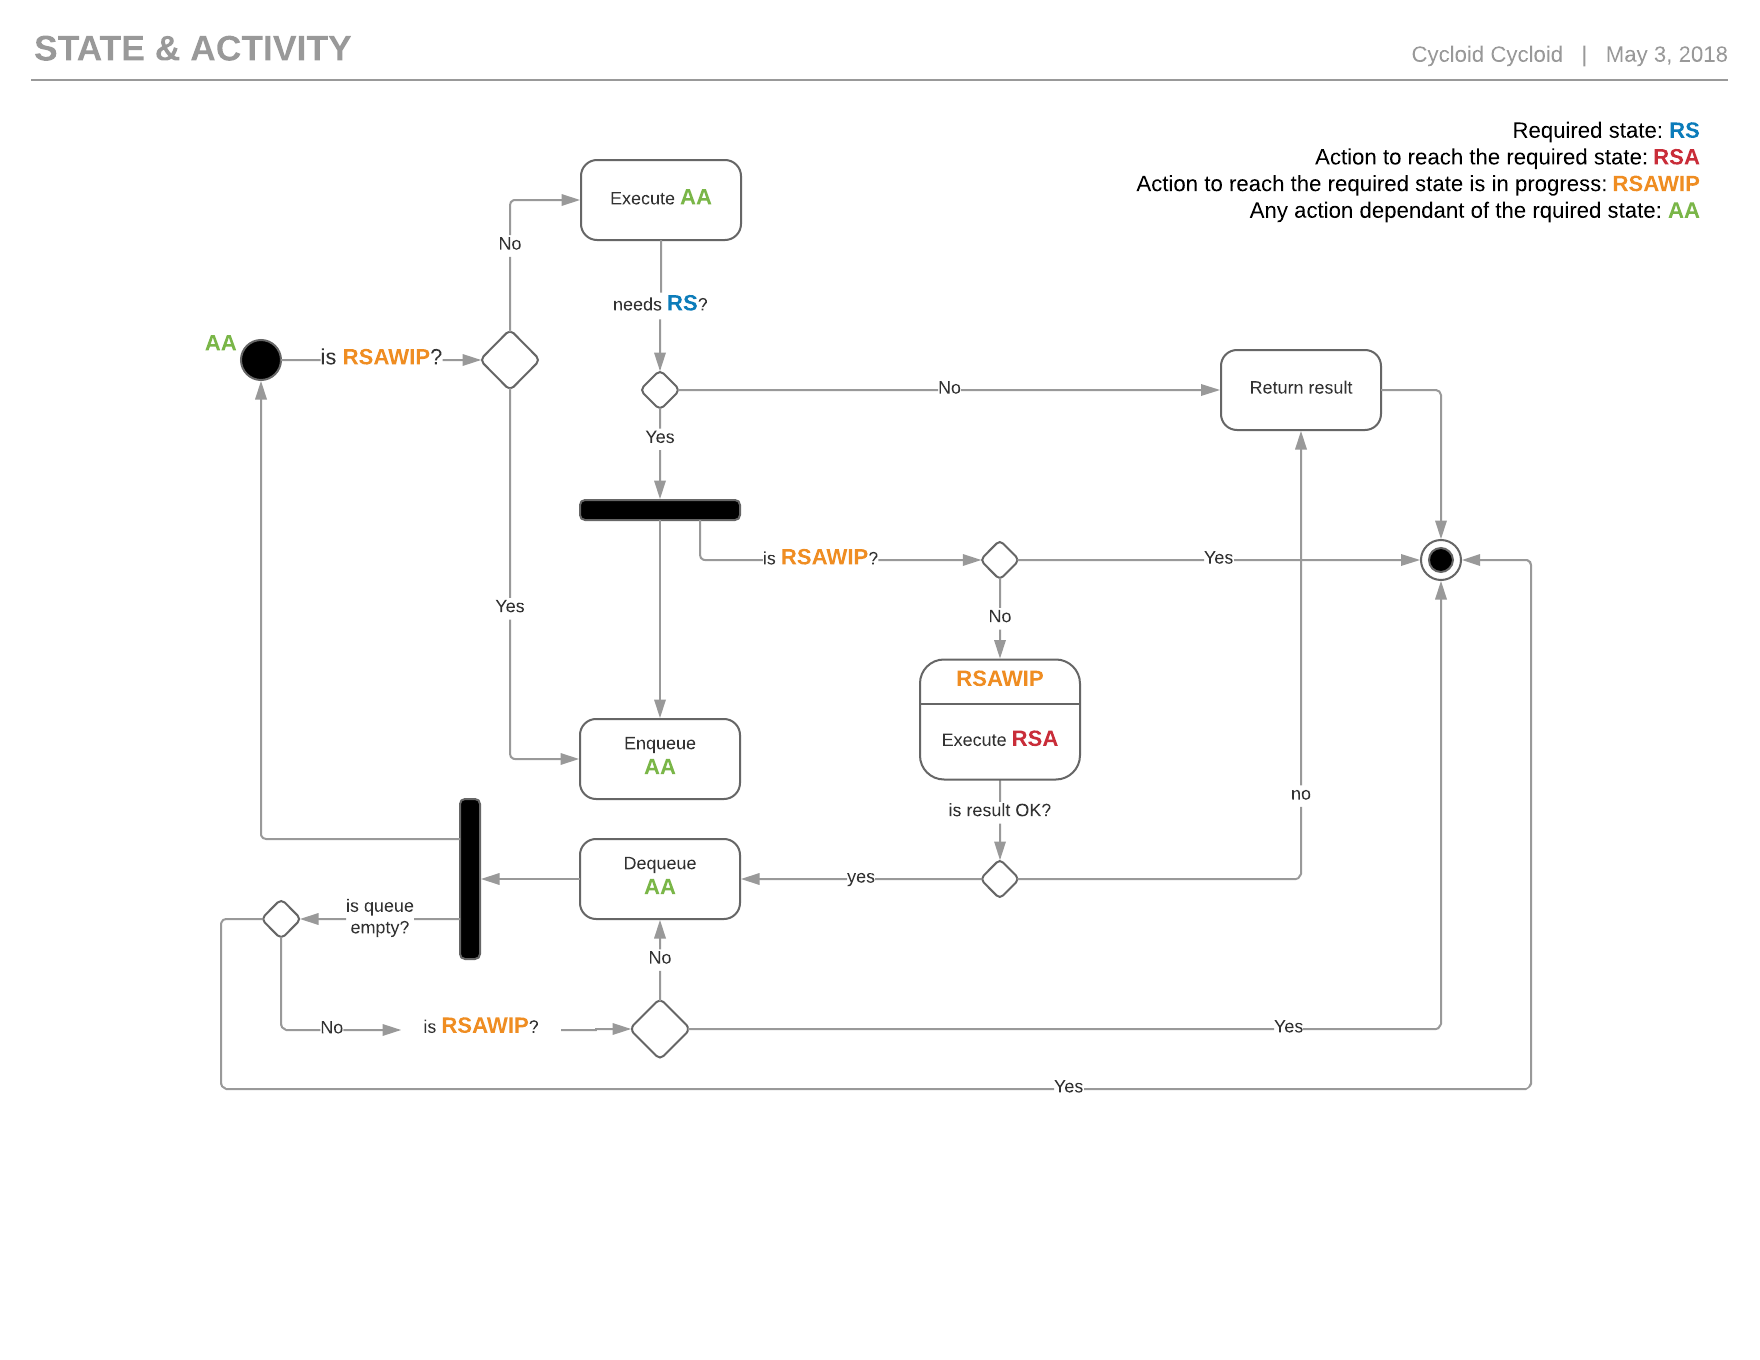 STATE & ACTIVITY
Cycloid Cycloid | May 3, 2018
Required state: RS
Action to reach the required state: RSA
Action to reach the required state is in progress: RSAWIP
Any action dependant of the rquired state: AA
Execute AA
No
needs RS?
AA
is RSAWIP?
No
Return result
Yes
is RSAWIP?
Yes
Yes
No
RSAWIP
Execute RSA
Enqueue
AA
is result OK?
no
Dequeue
AA
yes
is queue
empty?
No
No
is RSAWIP?
Yes
Yes